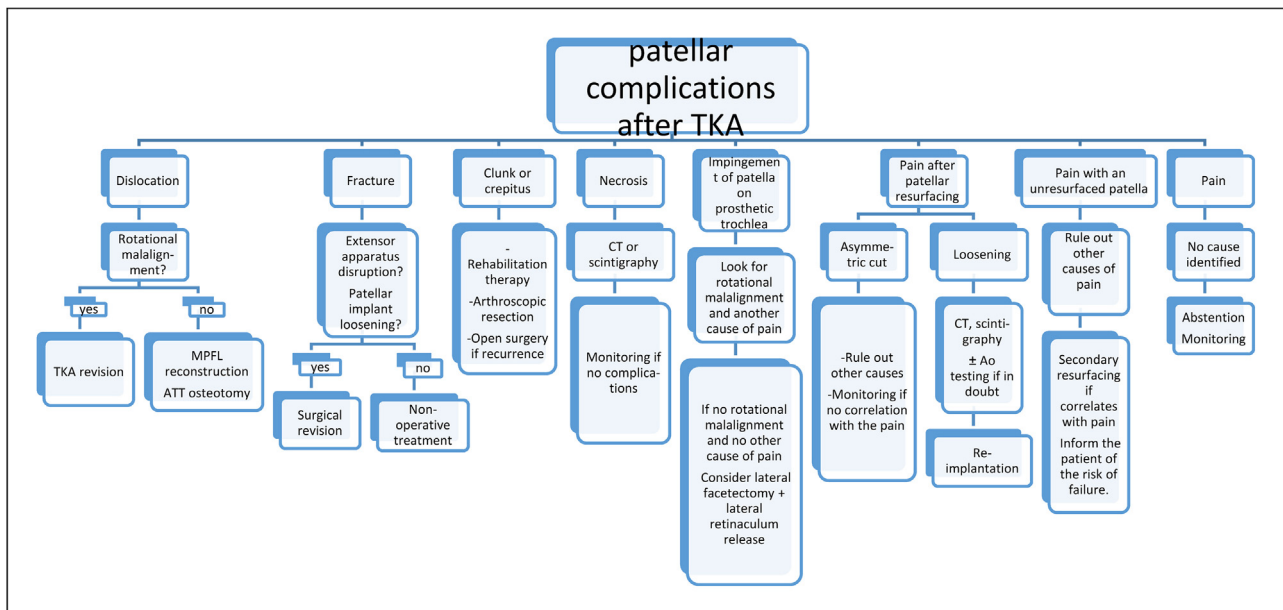 patellar
complications
after TKA
Dislocation
Fracture
Clunk or
crepitus
Necrosis
Impingemen
t of patella
on
prosthetic
trochlea
Pain after
patellar
resurfacing
Pain with an
unresurfaced patella
Pain
Rotational
malalign-
ment?
yes
no
TKA revision
MPFL
reconstruction
ATT osteotomy
Extensor
apparatus
disruption?
Patellar
implant
loosening?
yes
no
Surgical
revision
Non-
operative
treatment
-
Rehabilitation
therapy
-Arthroscopic
resection
-Open surgery
if recurrence
CT or
scintigraphy
Monitoring if
no complica-
tions
Look for
rotational
malalignment
and another
cause of pain
If no rotational
malalignment
and no other
cause of pain
Consider lateral
facetectomy +
lateral
retinaculum
release
Asymme-
tric cut
-Rule out
other causes
-Monitoring if
no correlation
with the pain
Loosening
CT, scinti-
graphy
± Ao
testing if in
doubt
Re-
implantation
Rule out
other
causes of
pain
Secondary
resurfacing
if
correlates
with pain
Inform the
patient of
the risk of
failure.
No cause
identified
Abstention
Monitoring